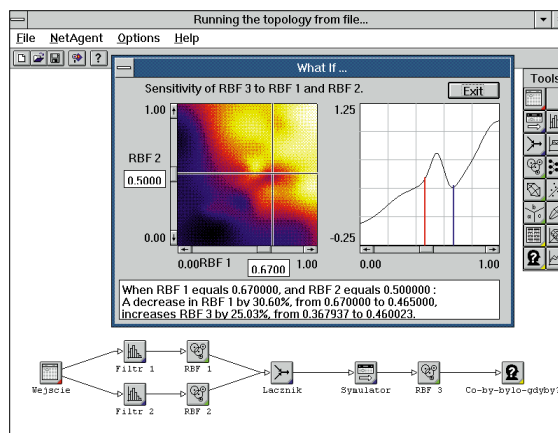 Running the topology from file...
File NetAgent Options Help
?
What If ...
Sensitivity of RBF 3 to RBF 1 and RBF 2.
Exit
Tools
1.00
1.25
RBF 2
0.5000
0.00
-0.25
0.00 RBF 1 1.00
0.00 1.00
0.6700
When RBF 1 equals 0.670000, and RBF 2 equals 0.500000 :
A decrease in RBF 1 by 30.60%, from 0.670000 to 0.465000,
increases RBF 3 by 25.03%, from 0.367937 to 0.460023.
Filtr 1 RBF 1
Wejscie Lacznik Symulator RBF 3 Co-by-bylo-gdyby?
Filtr 2 RBF 2